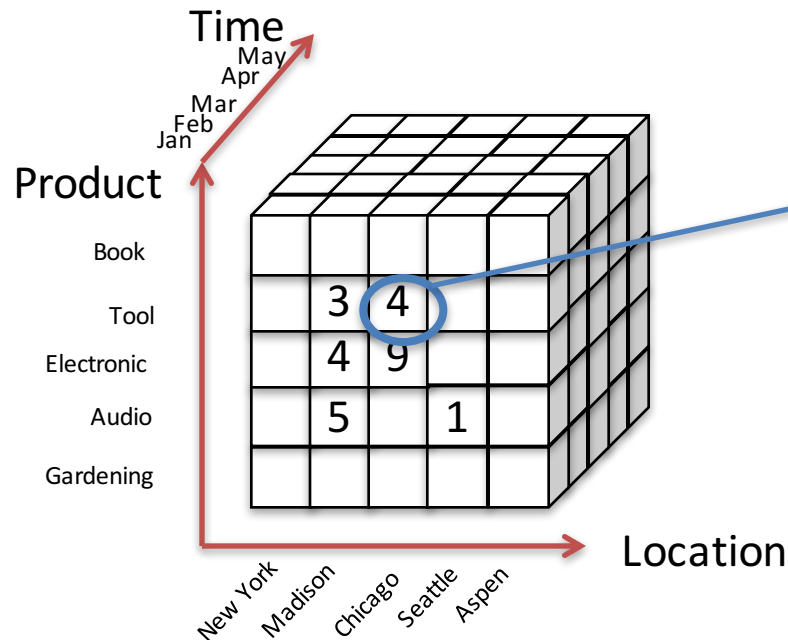 Time
May
Apr
Mar
Feb
Jan
Product
Book
Tool
3 4
Electronic
4 9
Audio
5 1
Gardening
Location
New York
Madison
Chicago
Seattle
Aspen